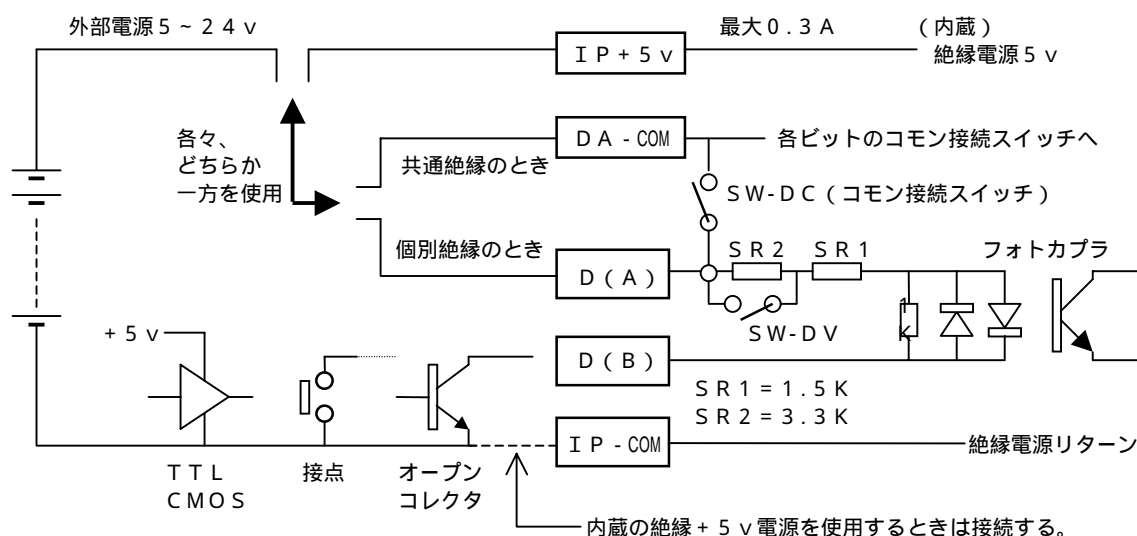 外部電源5~24v
最大0.3A
(内蔵)
IP+5v
絶縁電源5v
各々、
どちらか
一方を使用
DA-COM
各ビットのコモン接続スイッチへ
共通絶縁のとき
SW-DC(コモン接続スイッチ)
個別絶縁のとき
SR2
SR1
フォトカプラ
D(A)
1
K
SW-DV
+5v
D(B)
SR1=1.5K
SR2=3.3K
IP-COM
絶縁電源リターン
TTL
CMOS
接点
オープン
コレクタ
内蔵の絶縁+5v電源を使用するときは接続する。